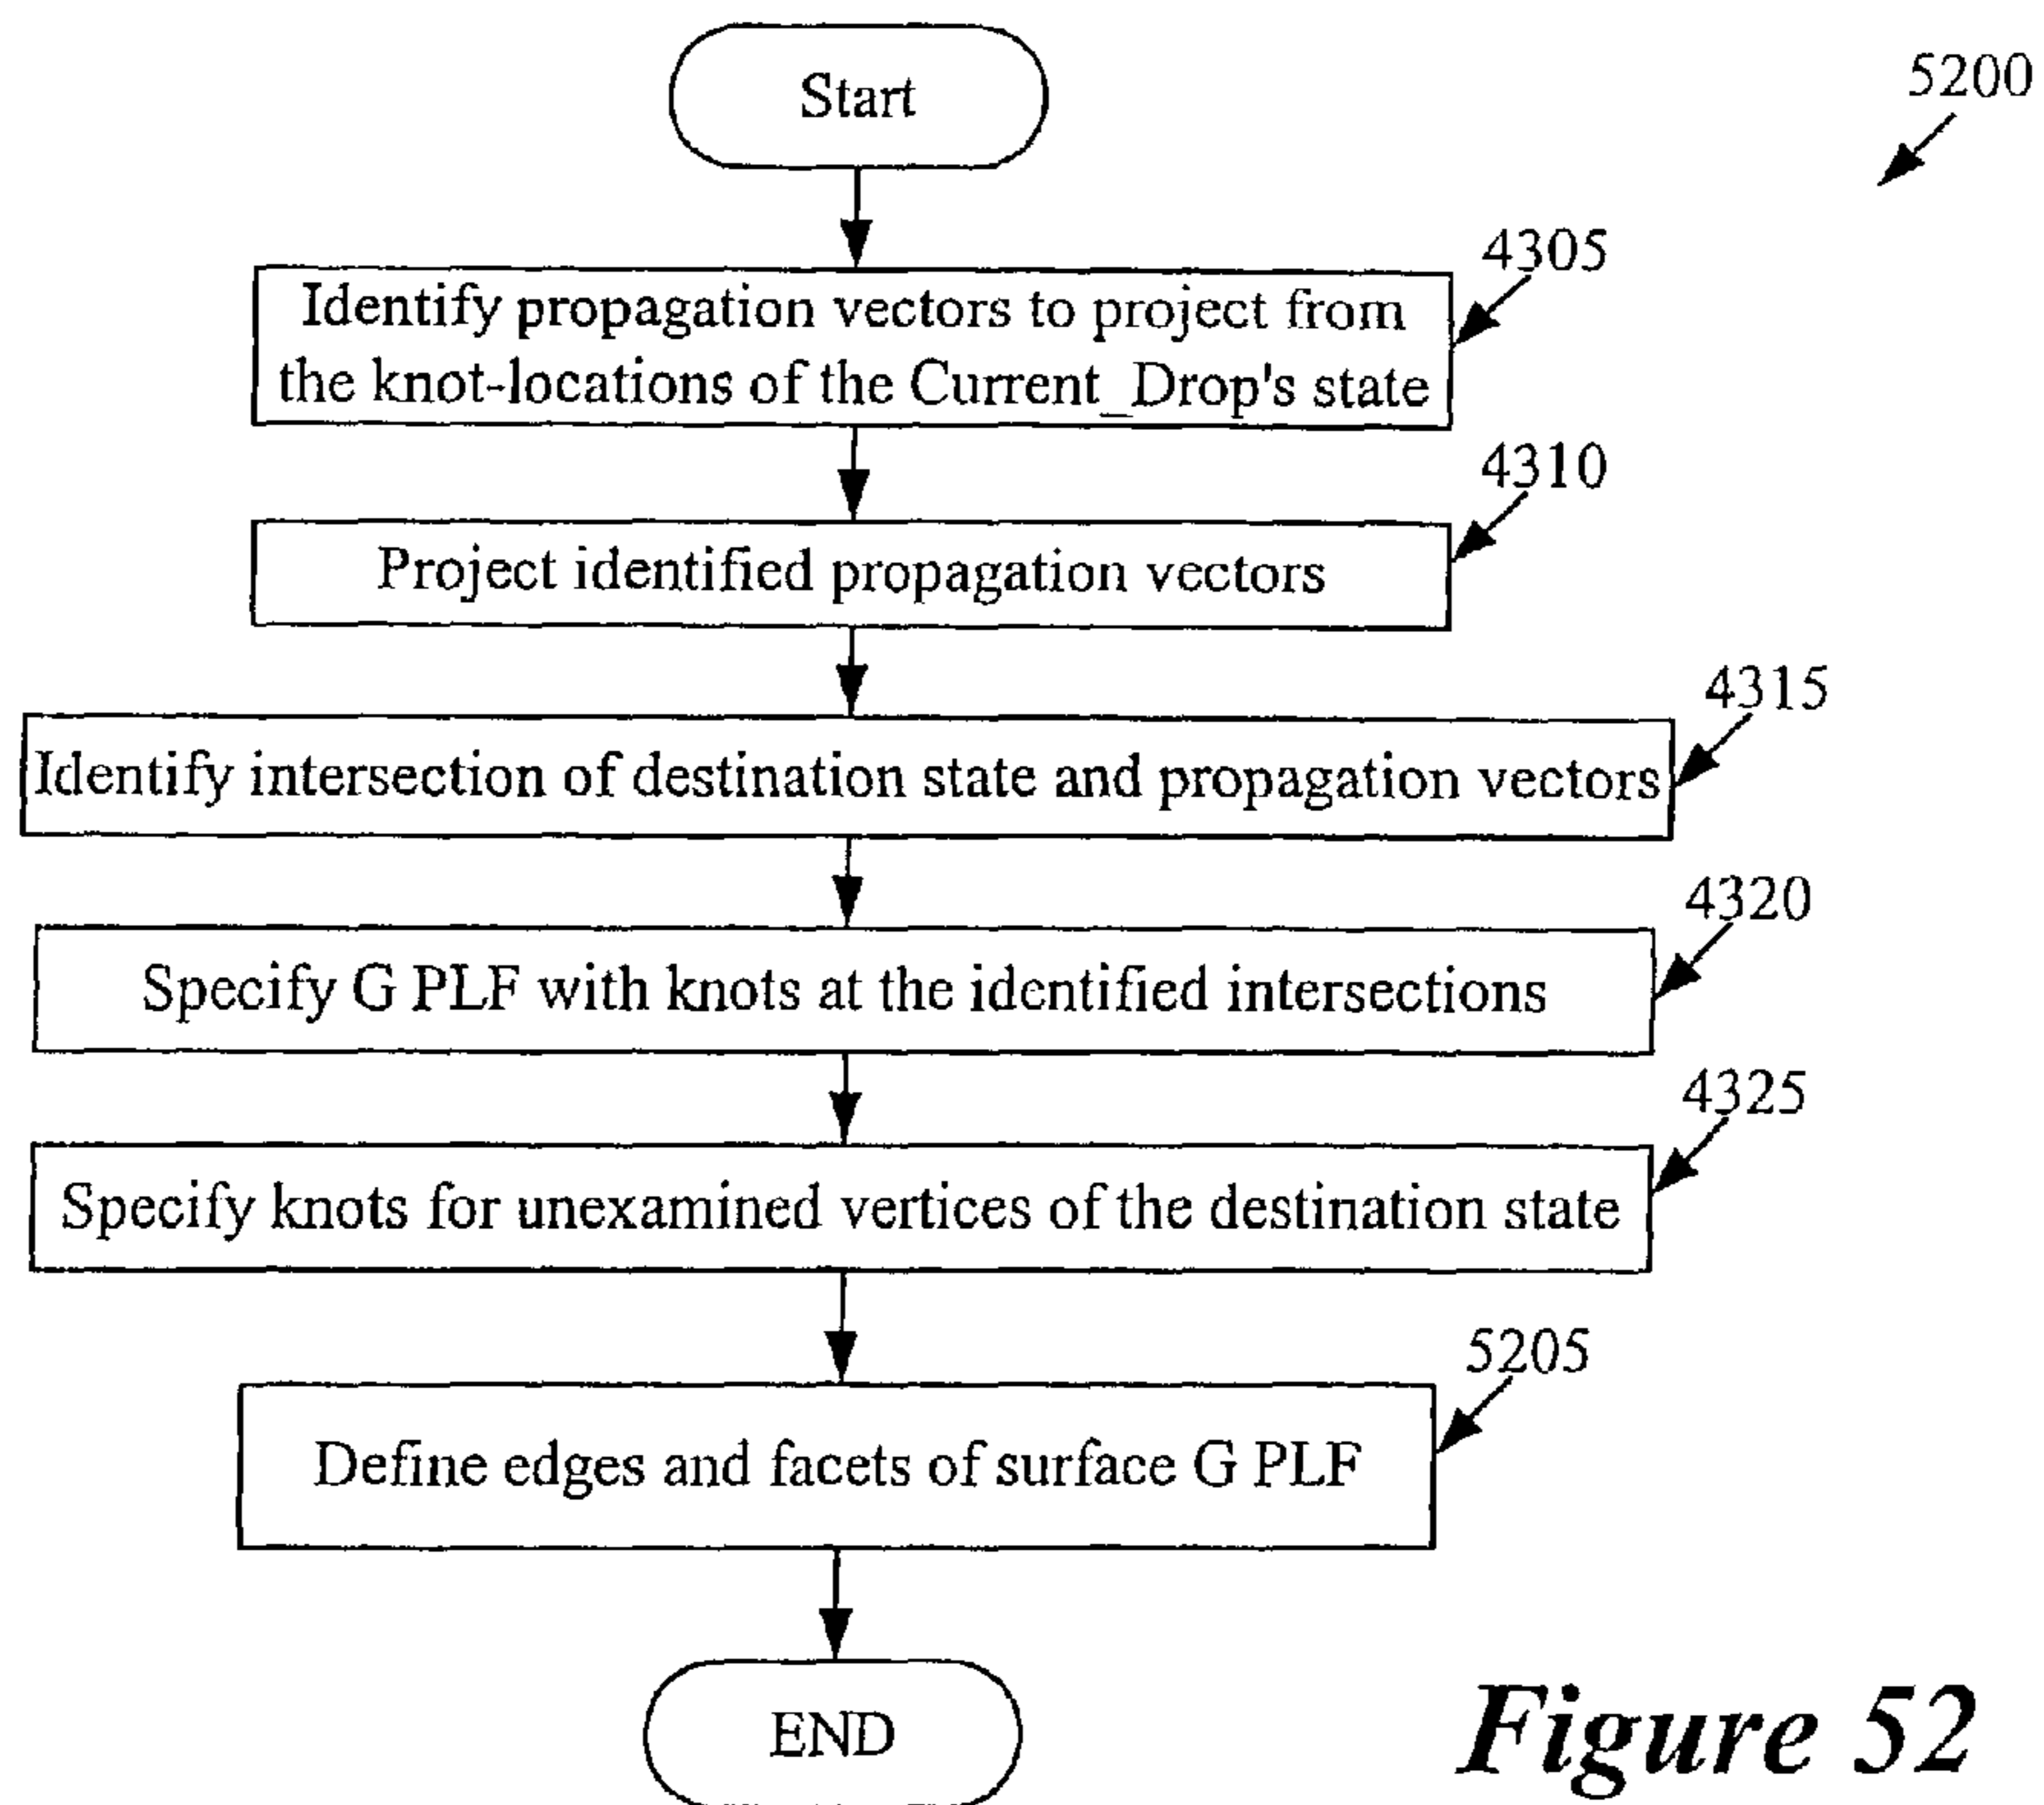 Start
5200
4305
Identify propagation vectors to project from
the knot-locations of the Current_Drop's state
4310
Project identified propagation vectors
4315
Identify intersection of destination state and propagation vectors
4320
Specify G PLF with knots at the identified intersections
4325
Specify knots for unexamined vertices of the destination state
5205
Define edges and facets of surface G PLF
END
Figure 52